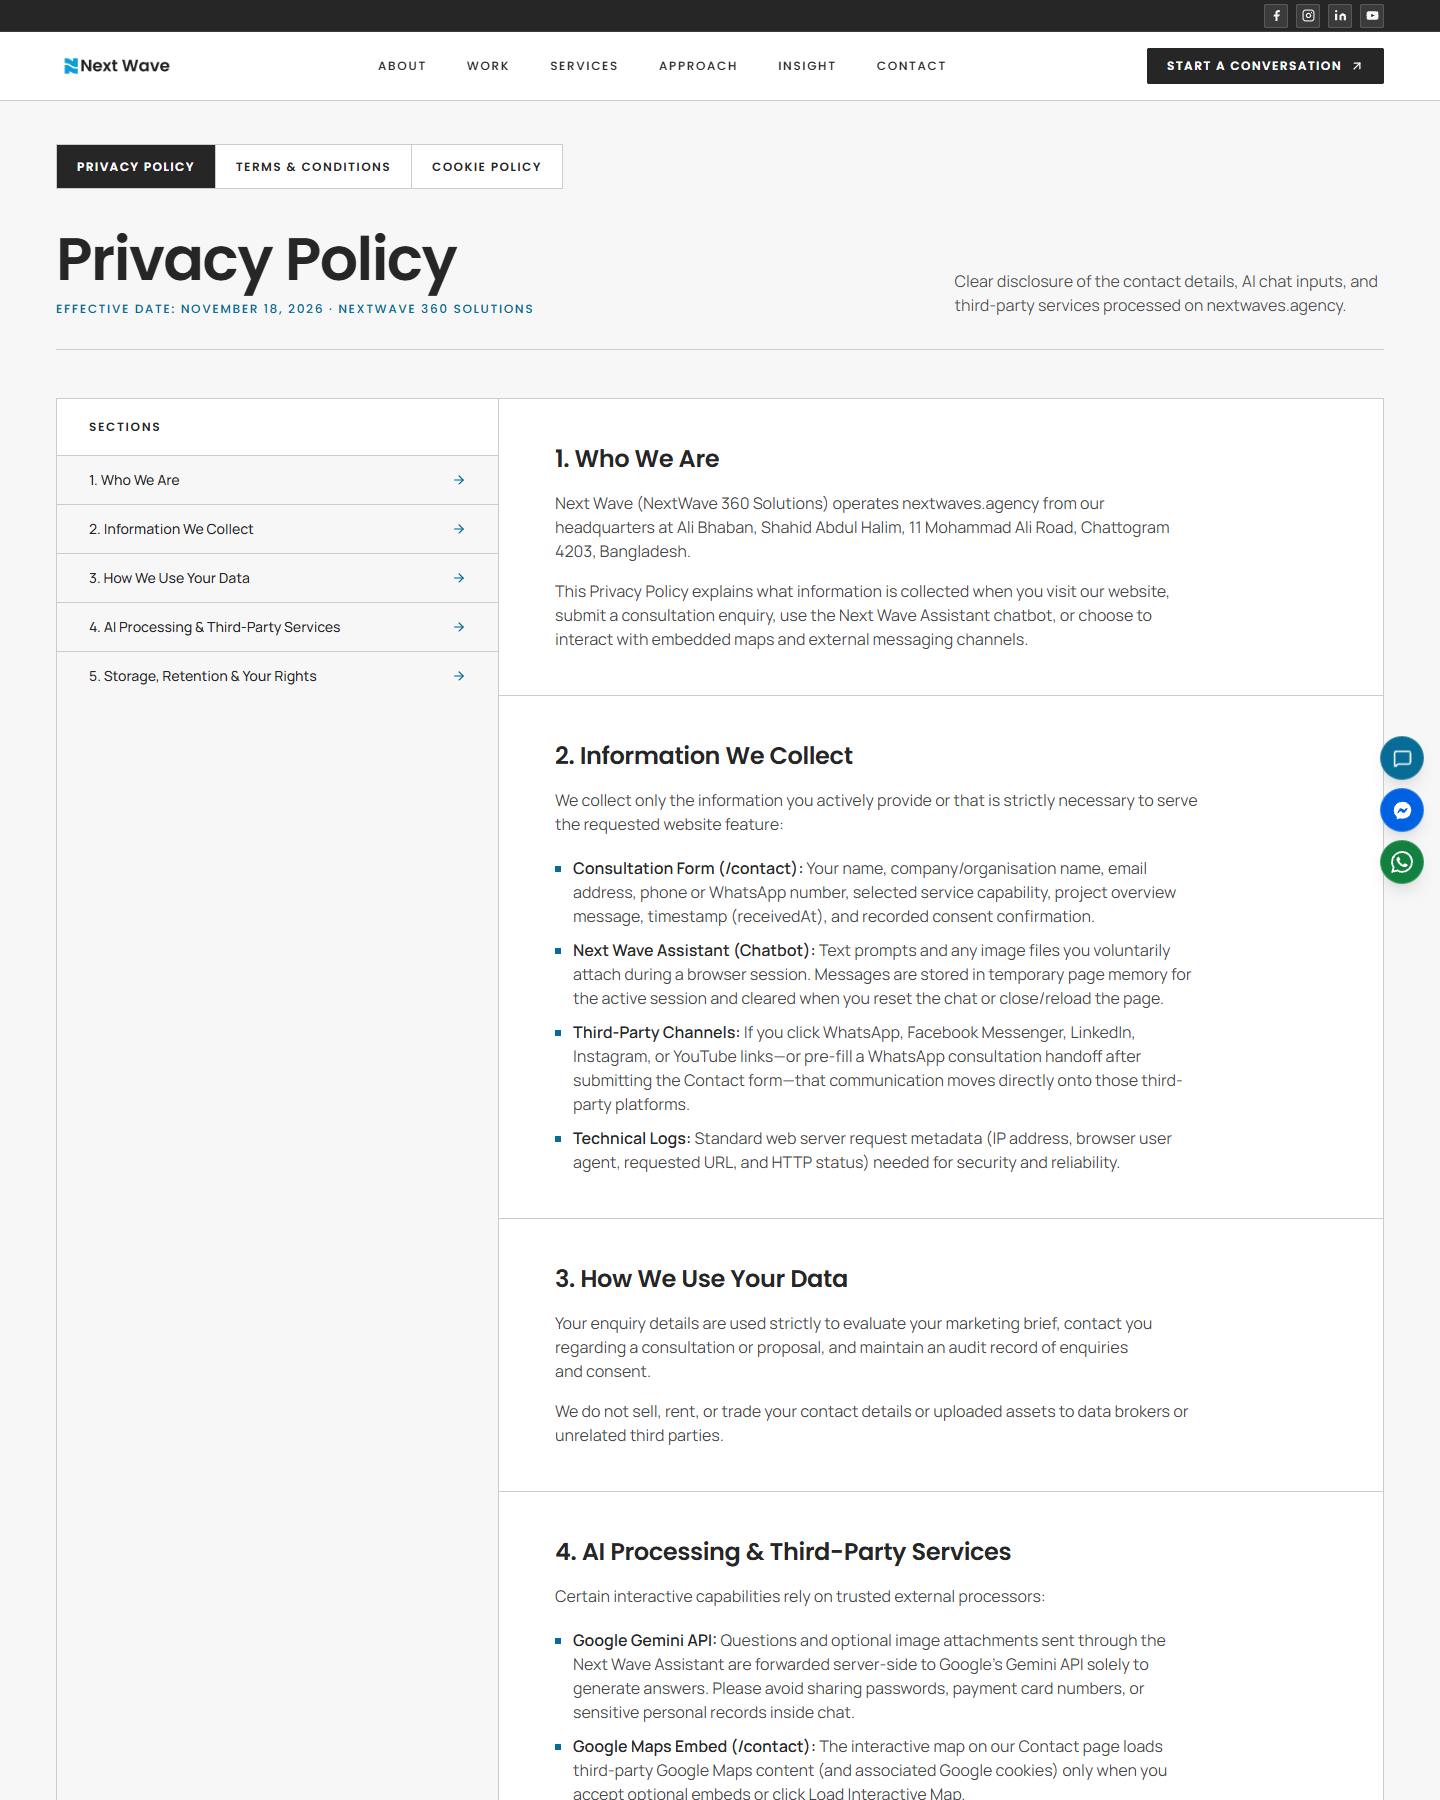 Next Wave
ABOUT
WORK
SERVICES
APPROACH
INSIGHT
CONTACT
START A CONVERSATION
PRIVACY POLICY
TERMS & CONDITIONS
COOKIE POLICY
Privacy Policy
EFFECTIVE DATE: NOVEMBER 18, 2026 · NEXTWAVE 360 SOLUTIONS
Clear disclosure of the contact details, AI chat inputs, and
third-party services processed on nextwaves.agency.
SECTIONS
1. Who We Are
2. Information We Collect
3. How We Use Your Data
4. AI Processing & Third-Party Services
5. Storage, Retention & Your Rights
1. Who We Are
Next Wave (NextWave 360 Solutions) operates nextwaves.agency from our
headquarters at Ali Bhaban, Shahid Abdul Halim, 11 Mohammad Ali Road, Chattogram
4203, Bangladesh.
This Privacy Policy explains what information is collected when you visit our website,
submit a consultation enquiry, use the Next Wave Assistant chatbot, or choose to
interact with embedded maps and external messaging channels.
2. Information We Collect
We collect only the information you actively provide or that is strictly necessary to serve
the requested website feature:
Consultation Form (/contact): Your name, company/organisation name, email
address, phone or WhatsApp number, selected service capability, project overview
message, timestamp (receivedAt), and recorded consent confirmation.
Next Wave Assistant (Chatbot): Text prompts and any image files you voluntarily
attach during a browser session. Messages are stored in temporary page memory for
the active session and cleared when you reset the chat or close/reload the page.
Third-Party Channels: If you click WhatsApp, Facebook Messenger, LinkedIn,
Instagram, or YouTube links—or pre-fill a WhatsApp consultation handoff after
submitting the Contact form—that communication moves directly onto those third-
party platforms.
Technical Logs: Standard web server request metadata (IP address, browser user
agent, requested URL, and HTTP status) needed for security and reliability.
3. How We Use Your Data
Your enquiry details are used strictly to evaluate your marketing brief, contact you
regarding a consultation or proposal, and maintain an audit record of enquiries
and consent.
We do not sell, rent, or trade your contact details or uploaded assets to data brokers or
unrelated third parties.
4. AI Processing & Third-Party Services
Certain interactive capabilities rely on trusted external processors:
Google Gemini API: Questions and optional image attachments sent through the
Next Wave Assistant are forwarded server-side to Google's Gemini API solely to
generate answers. Please avoid sharing passwords, payment card numbers, or
sensitive personal records inside chat.
Google Maps Embed (/contact): The interactive map on our Contact page loads
third-party Google Maps content (and associated Google cookies) only when you
accept optional embeds or click Load Interactive Map.